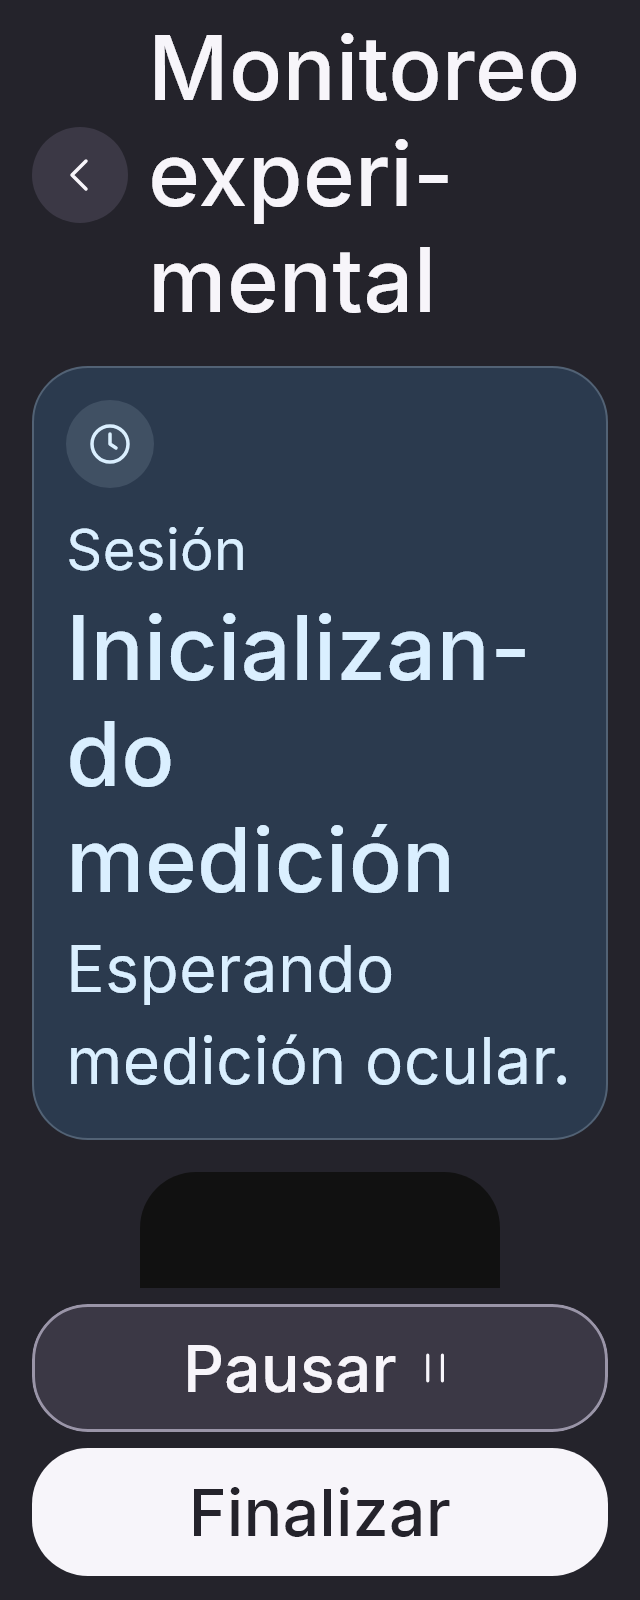 Monitoreo
experi-
mental
Sesión
Inicializan-
do
medición
Esperando
medición ocular.
Pausar
Finalizar